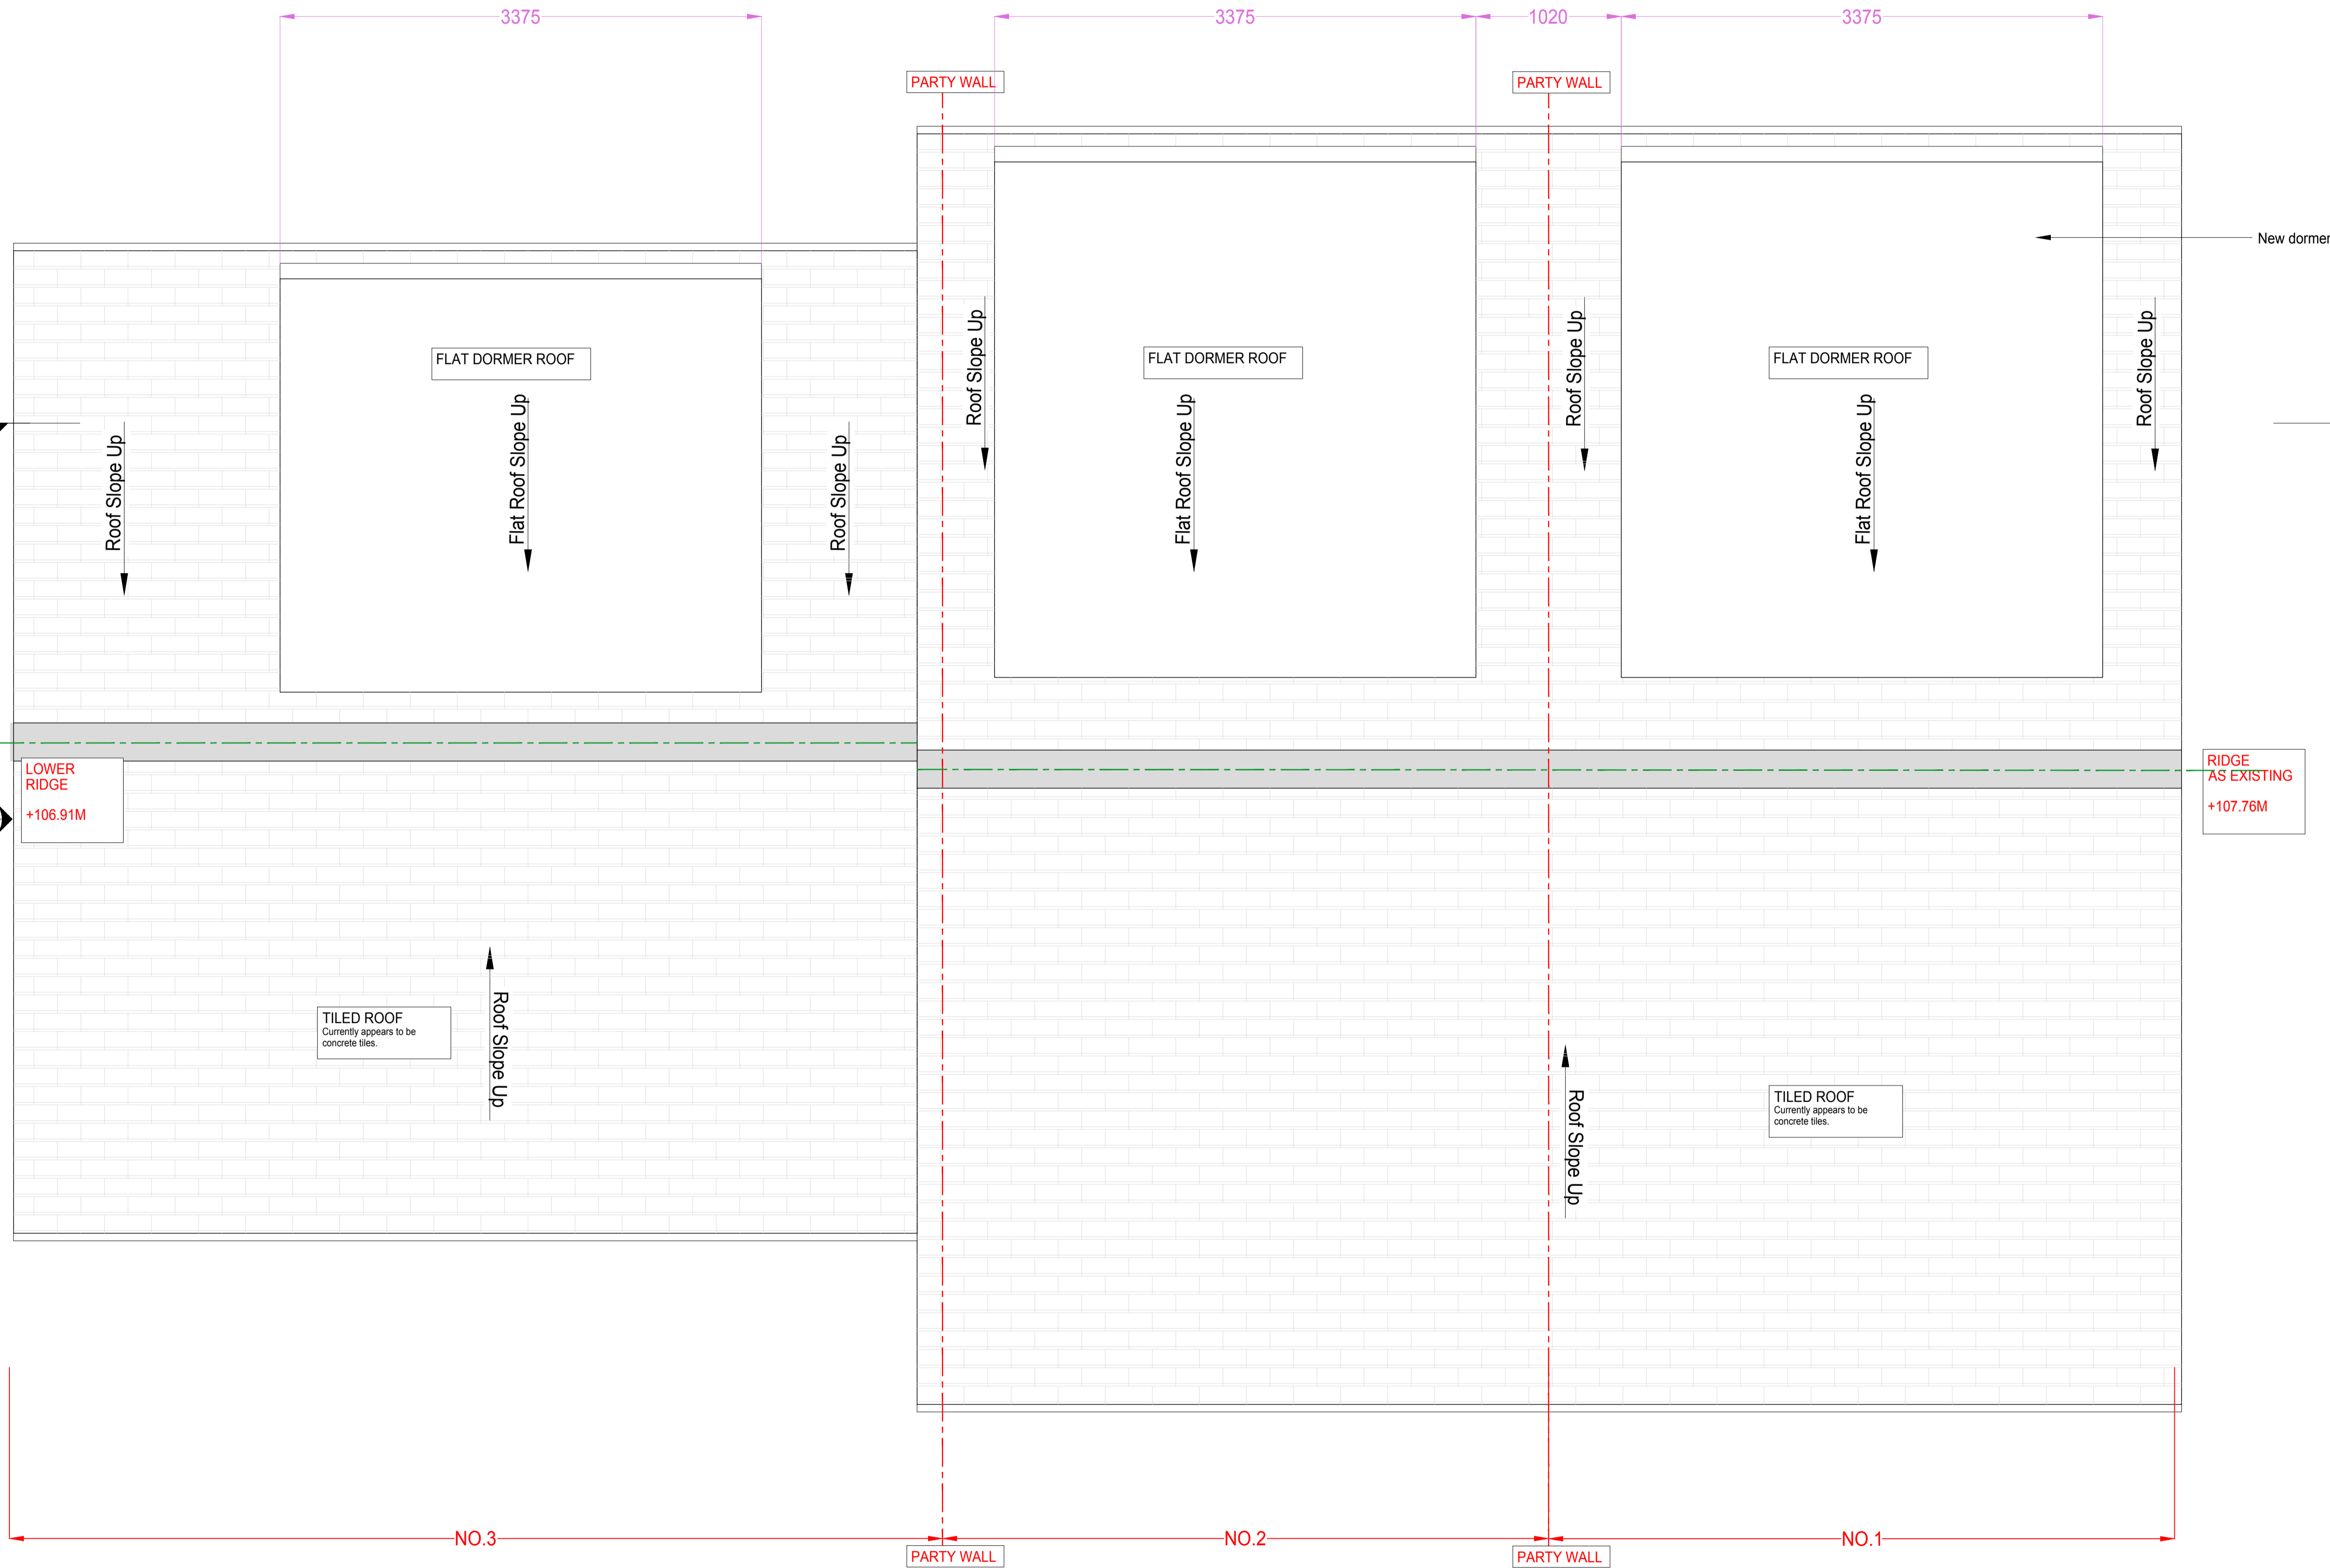 3375
3375
1020
3375
PARTY WALL
PARTY WALL
New dormer
FLAT DORMER ROOF
FLAT DORMER ROOF
FLAT DORMER ROOF
Roof Slope Up
Flat Roof Slope Up
Roof Slope Up
Roof Slope Up
Flat Roof Slope Up
Roof Slope Up
Flat Roof Slope Up
Roof Slope Up
LOWER
RIDGE
+106.91M
RIDGE
AS EXISTING
+107.76M
TILED ROOF
Currently appears to be
concrete tiles.
Roof Slope Up
Roof Slope Up
TILED ROOF
Currently appears to be
concrete tiles.
NO.3
NO.2
NO.1
PARTY WALL
PARTY WALL